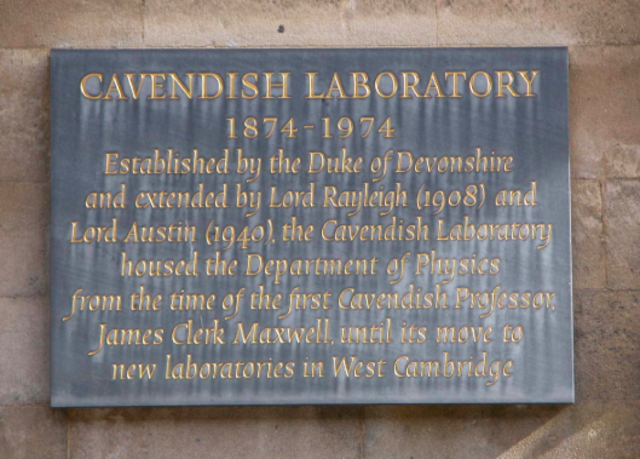 CAVENDISH LABORATORY
1874-1974
Established by the Duke of Devonshire
and extended by Lord Rayleigh (1908) and
Lord Austin (1940), the Cavendish Laboratory
housed the Department of Physics
from the time of the first Cavendish Professor,
James Clerk Maxwell, until its move to
new laboratories in West Cambridge